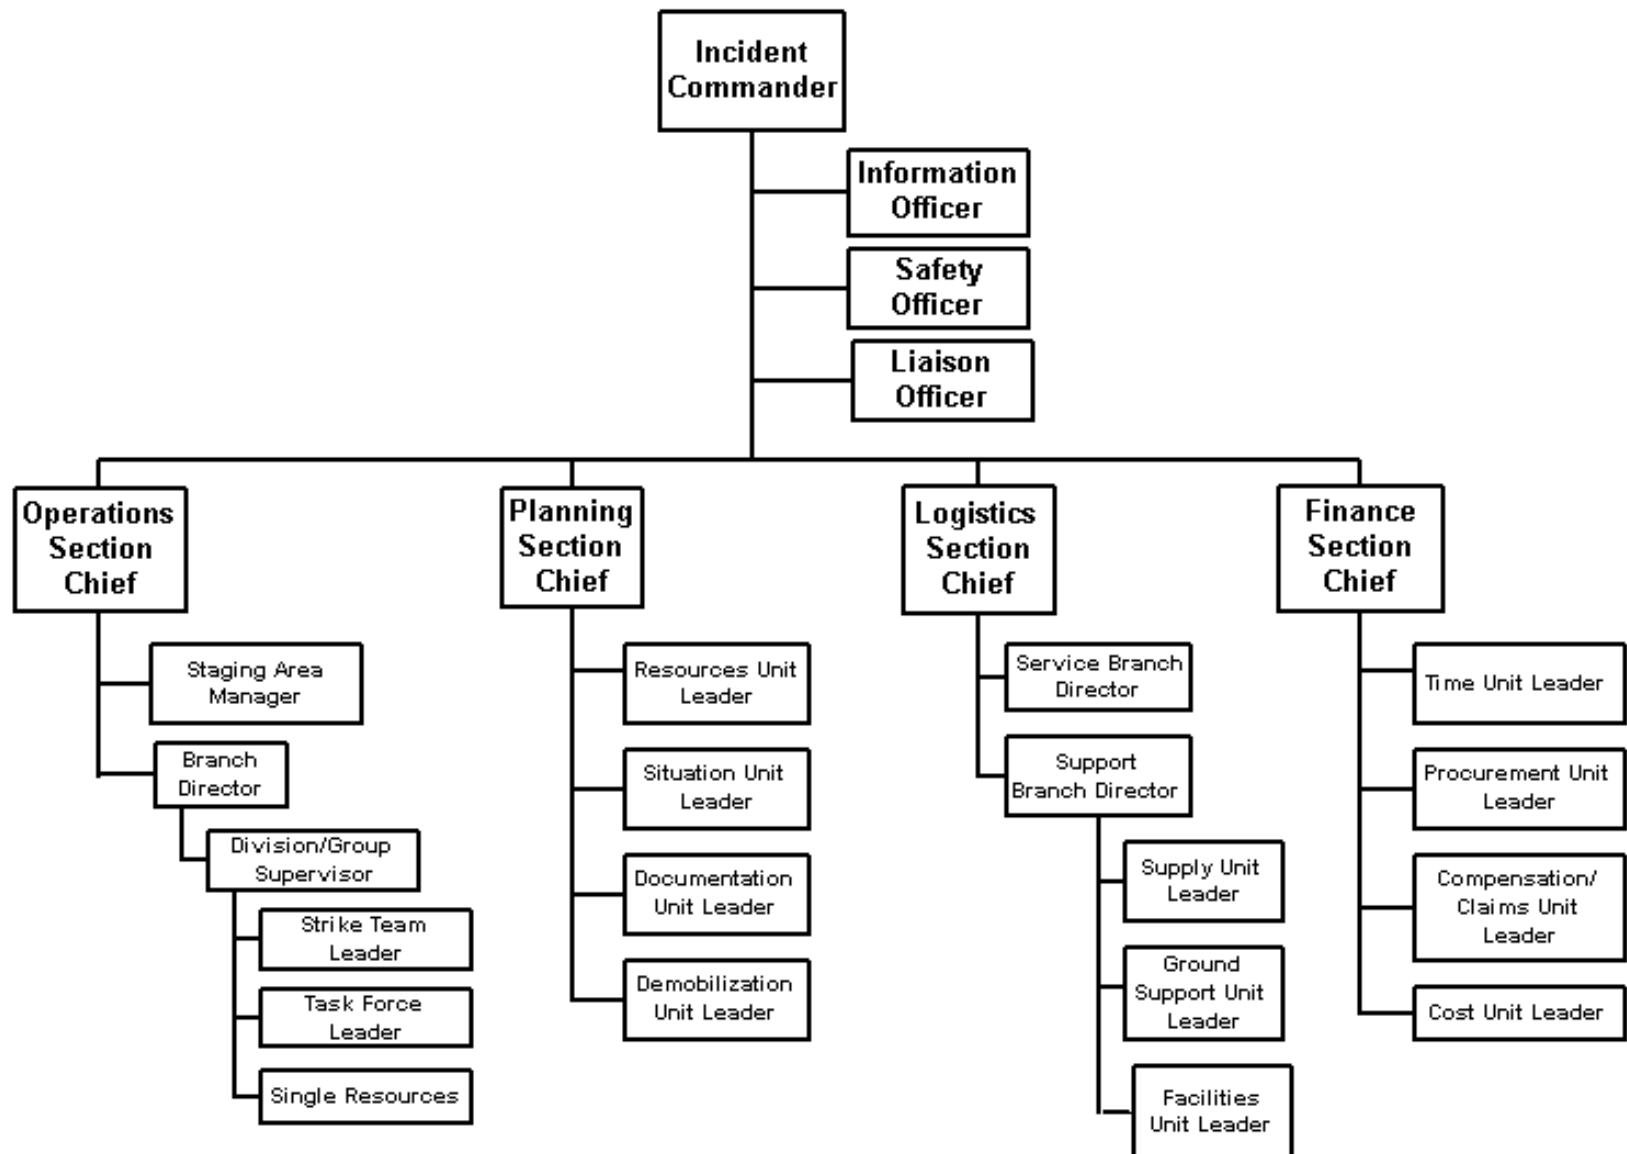 Incident
Commander
Information
Officer
Safety
Officer
Liaison
Officer
Operations
Section
Chief
Planning
Section
Chief
Logistics
Section
Chief
Finance
Section
Chief
Staging Area
Manager
Branch
Director
Division/Group
Supervisor
Strike Team
Leader
Task Force
Leader
Single Resources
Resources Unit
Leader
Situation Unit
Leader
Documentation
Unit Leader
Demobilization
Unit Leader
Service Branch
Director
Support
Branch Director
Supply Unit
Leader
Ground
Support Unit
Leader
Facilities
Unit Leader
Time Unit Leader
Procurement Unit
Leader
Compensation/
Claims Unit
Leader
Cost Unit Leader